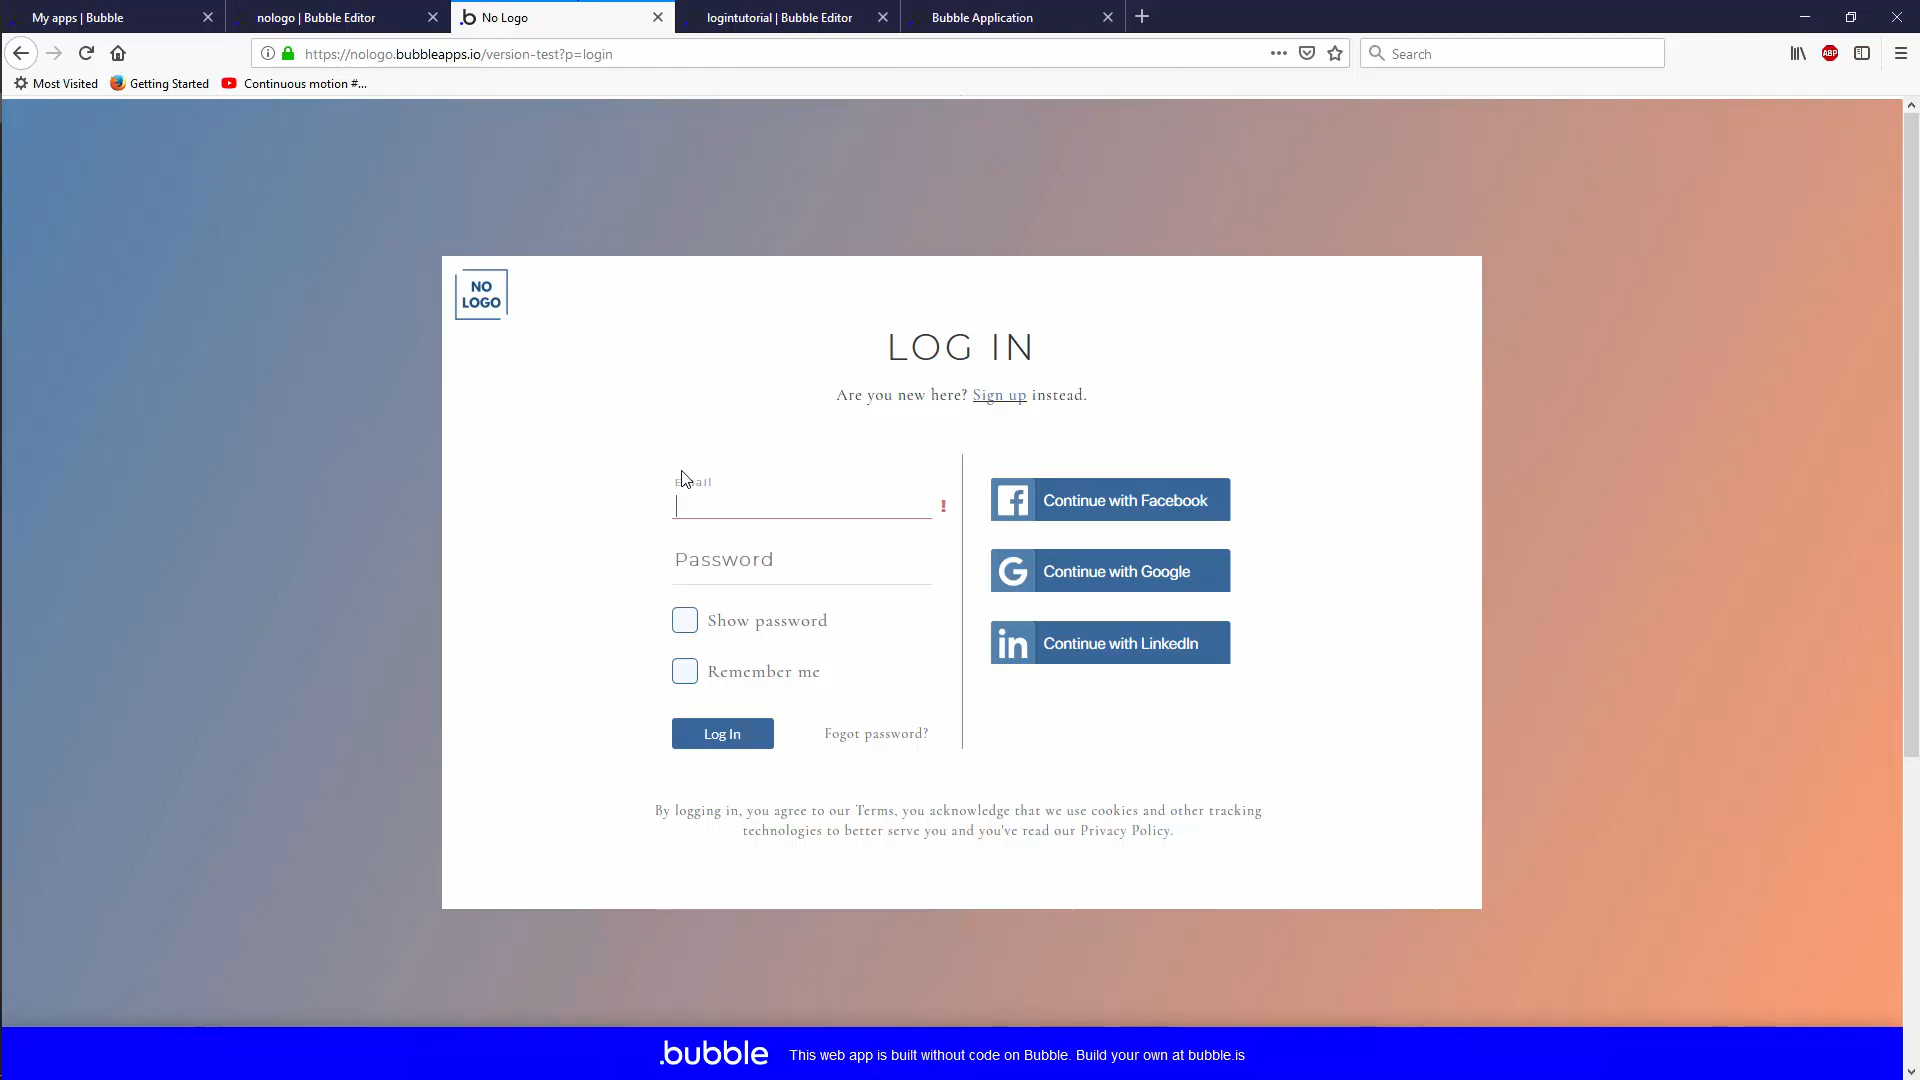 My apps | Bubble
nologo | Bubble Editor
No Logo
logintutorial | Bubble Editor
Bubble Application
https://nologo.bubbleapps.io/version-test?p=login
Search
ABP
Most Visited
Getting Started
Continuous motion #...
NO
LOGO
LOG IN
Are you new here? Sign up instead.
Email
!
Password
Show password
Remember me
Log In
Fogot password?
Continue with Facebook
Continue with Google
Continue with LinkedIn
By logging in, you agree to our Terms, you acknowledge that we use cookies and other tracking
technologies to better serve you and you've read our Privacy Policy.
.bubble
This web app is built without code on Bubble. Build your own at bubble.is